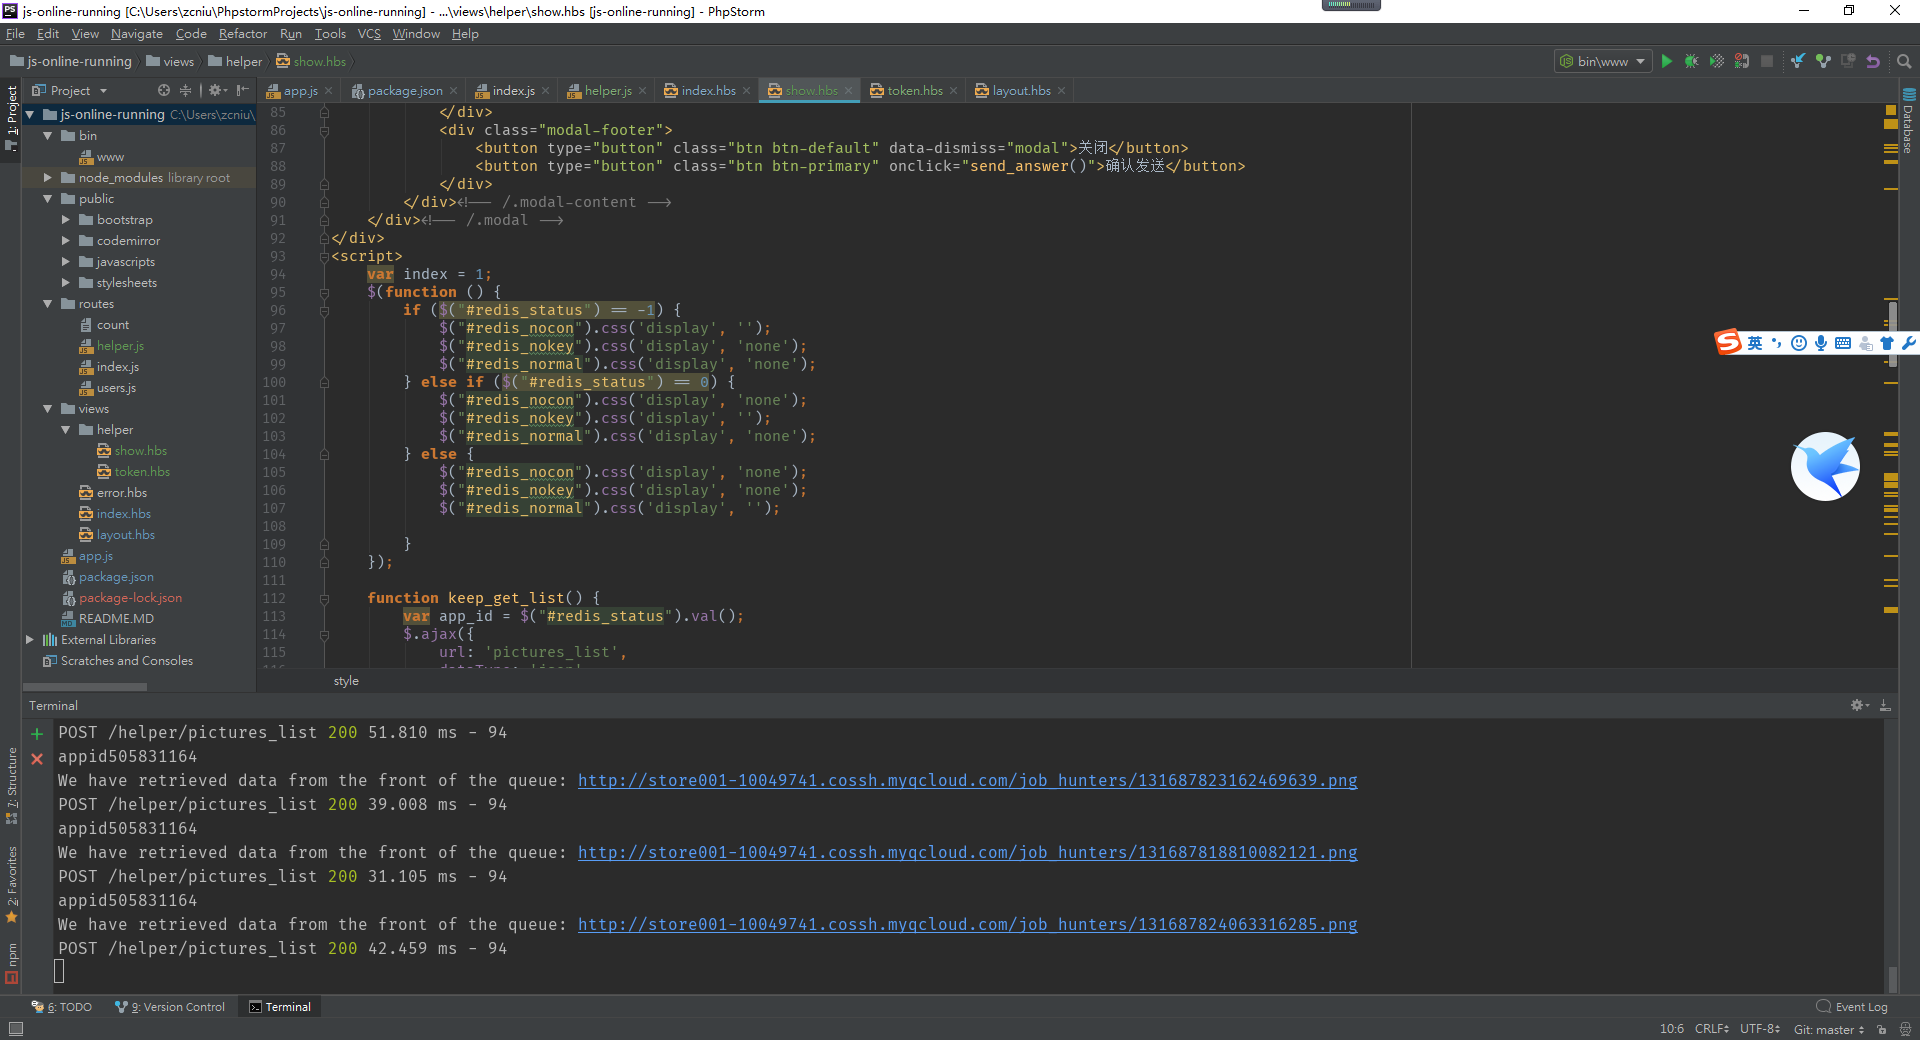 js-online-running [C:\Users\zcniu\PhpstormProjects\js-online-running] - ...\views\helper\show.hbs [js-online-running] - PhpStorm
File Edit View Navigate Code Refactor Run Tools VCS Window Help
js-online-running views helper show.hbs bin\www
Project
app.js package.json index.js helper.js index.hbs show.hbs token.hbs layout.hbs
1: Project
Database
js-online-running C:\Users\zcniu\
bin
www
node_modules library root
public
bootstrap
codemirror
javascripts
stylesheets
routes
count
helper.js
index.js
users.js
views
helper
show.hbs
token.hbs
error.hbs
index.hbs
layout.hbs
app.js
package.json
package-lock.json
README.MD
External Libraries
Scratches and Consoles
85 </div>
86 <div class="modal-footer">
87 <button type="button" class="btn btn-default" data-dismiss="modal">关闭</button>
88 <button type="button" class="btn btn-primary" onclick="send_answer()">确认发送</button>
89 </div>
90 </div><!-- /.modal-content -->
91 </div><!-- /.modal -->
92 </div>
93 <script>
94 var index = 1;
95 $(function () {
96 if ($("#redis_status") == -1) {
97 $("#redis_nocon").css('display', '');
98 $("#redis_nokey").css('display', 'none');
99 $("#redis_normal").css('display', 'none');
100 } else if ($("#redis_status") == 0) {
101 $("#redis_nocon").css('display', 'none');
102 $("#redis_nokey").css('display', '');
103 $("#redis_normal").css('display', 'none');
104 } else {
105 $("#redis_nocon").css('display', 'none');
106 $("#redis_nokey").css('display', 'none');
107 $("#redis_normal").css('display', '');
108
109 }
110 });
111
112 function keep_get_list() {
113 var app_id = $("#redis_status").val();
114 $.ajax({
115 url: 'pictures_list',
英
style
Terminal
POST /helper/pictures_list 200 51.810 ms - 94
appid505831164
We have retrieved data from the front of the queue: http://store001-10049741.cossh.myqcloud.com/job_hunters/131687823162469639.png
POST /helper/pictures_list 200 39.008 ms - 94
appid505831164
We have retrieved data from the front of the queue: http://store001-10049741.cossh.myqcloud.com/job_hunters/131687818810082121.png
POST /helper/pictures_list 200 31.105 ms - 94
appid505831164
We have retrieved data from the front of the queue: http://store001-10049741.cossh.myqcloud.com/job_hunters/131687824063316285.png
POST /helper/pictures_list 200 42.459 ms - 94
7: Structure
2: Favorites
npm
6: TODO 9: Version Control Terminal Event Log
10:6 CRLF UTF-8 Git: master